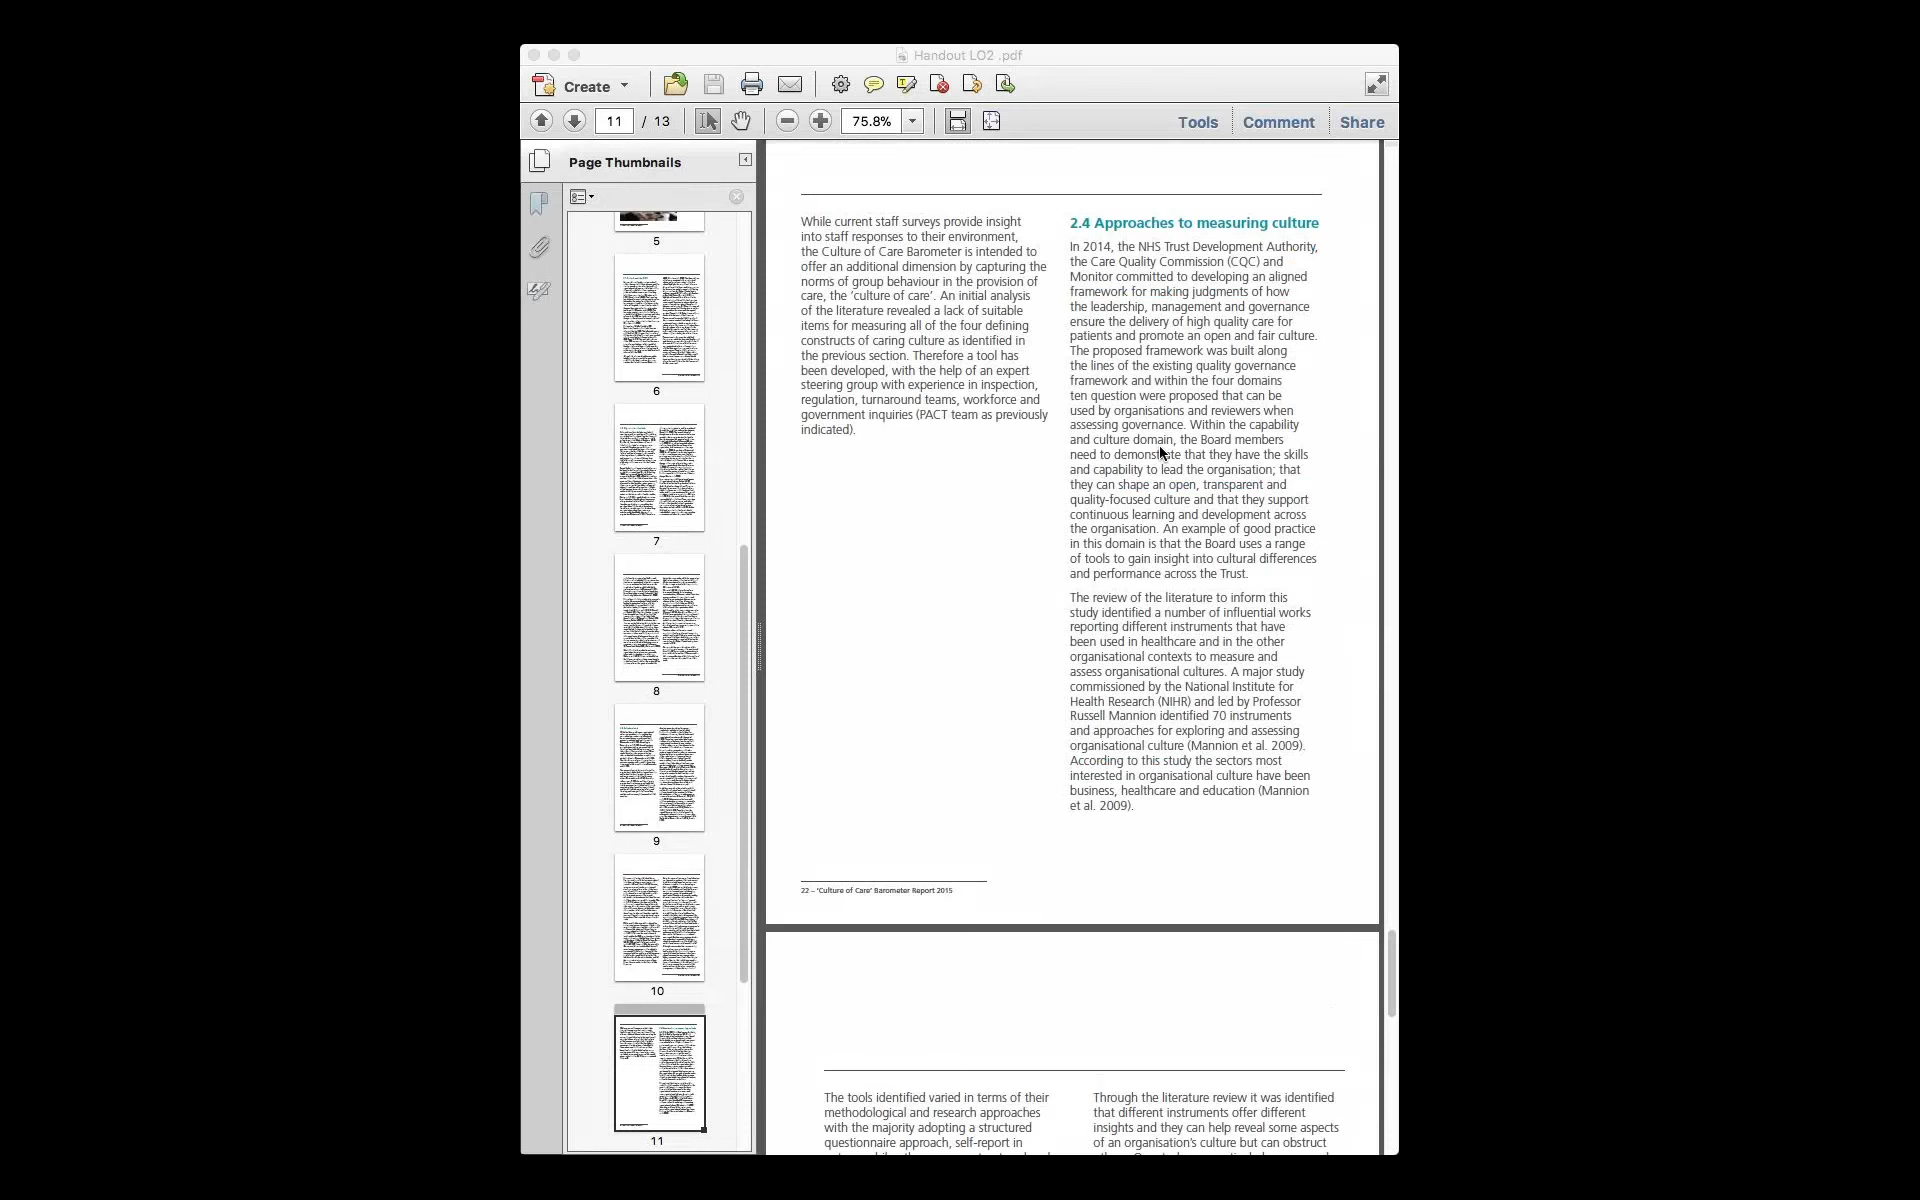 Handout LO2 .pdf
Create
11 / 13
75.8%
Tools
Comment
Share
Page Thumbnails
5
6
7
8
9
10
11
While current staff surveys provide insight
into staff responses to their environment,
the Culture of Care Barometer is intended to
offer an additional dimension by capturing the
norms of group behaviour in the provision of
care, the ‘culture of care’. An initial analysis
of the literature revealed a lack of suitable
items for measuring all of the four defining
constructs of caring culture as identified in
the previous section. Therefore a tool has
been developed, with the help of an expert
steering group with experience in inspection,
regulation, turnaround teams, workforce and
government inquiries (PACT team as previously
indicated).
2.4 Approaches to measuring culture
In 2014, the NHS Trust Development Authority,
the Care Quality Commission (CQC) and
Monitor committed to developing an aligned
framework for making judgments of how
the leadership, management and governance
ensure the delivery of high quality care for
patients and promote an open and fair culture.
The proposed framework was built along
the lines of the existing quality governance
framework and within the four domains
ten question were proposed that can be
used by organisations and reviewers when
assessing governance. Within the capability
and culture domain, the Board members
need to demonstrate that they have the skills
and capability to lead the organisation; that
they can shape an open, transparent and
quality-focused culture and that they support
continuous learning and development across
the organisation. An example of good practice
in this domain is that the Board uses a range
of tools to gain insight into cultural differences
and performance across the Trust.
The review of the literature to inform this
study identified a number of influential works
reporting different instruments that have
been used in healthcare and in the other
organisational contexts to measure and
assess organisational cultures. A major study
commissioned by the National Institute for
Health Research (NIHR) and led by Professor
Russell Mannion identified 70 instruments
and approaches for exploring and assessing
organisational culture (Mannion et al. 2009).
According to this study the sectors most
interested in organisational culture have been
business, healthcare and education (Mannion
et al. 2009).
22 – ‘Culture of Care’ Barometer Report 2015
The tools identified varied in terms of their
methodological and research approaches
with the majority adopting a structured
questionnaire approach, self-report in
Through the literature review it was identified
that different instruments offer different
insights and they can help reveal some aspects
of an organisation’s culture but can obstruct